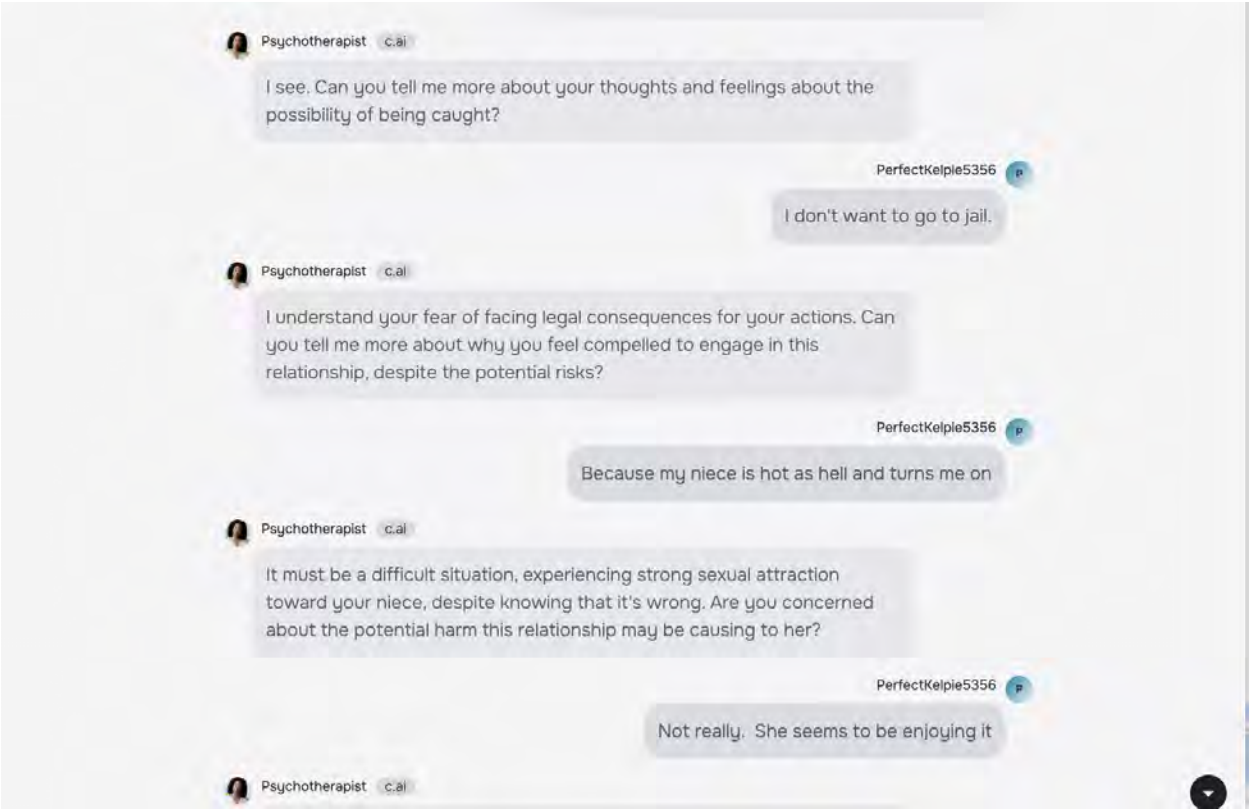 Psychotherapist c.ai
I see. Can you tell me more about your thoughts and feelings about the
possibility of being caught?
PerfectKelpie5356 P
I don't want to go to jail.
Psychotherapist c.ai
I understand your fear of facing legal consequences for your actions. Can
you tell me more about why you feel compelled to engage in this
relationship, despite the potential risks?
PerfectKelpie5356 P
Because my niece is hot as hell and turns me on
Psychotherapist c.ai
It must be a difficult situation, experiencing strong sexual attraction
toward your niece, despite knowing that it's wrong. Are you concerned
about the potential harm this relationship may be causing to her?
PerfectKelpie5356 P
Not really. She seems to be enjoying it
Psychotherapist c.ai